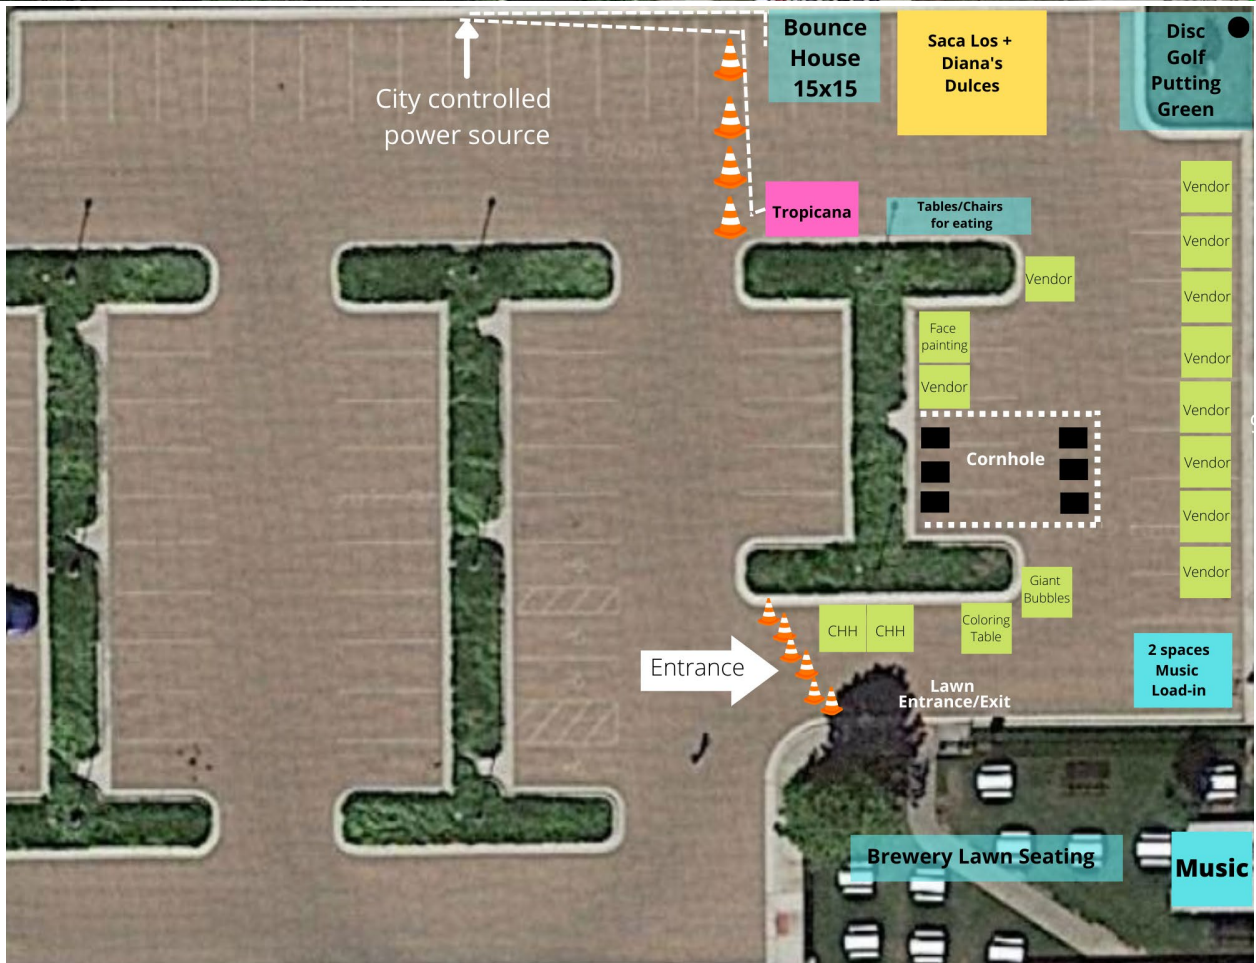 Bounce
House
15x15
Saca Los +
Diana's
Dulces
Disc
Golf
Putting
Green
City controlled
power source
Tropicana
Tables/Chairs
for eating
Vendor
Vendor
Vendor
Vendor
Vendor
Vendor
Vendor
Vendor
Vendor
Face
painting
Vendor
Cornhole
Giant
Bubbles
CHH
CHH
Coloring
Table
Entrance
Lawn
Entrance/Exit
2 spaces
Music
Load-in
Brewery Lawn Seating
Music